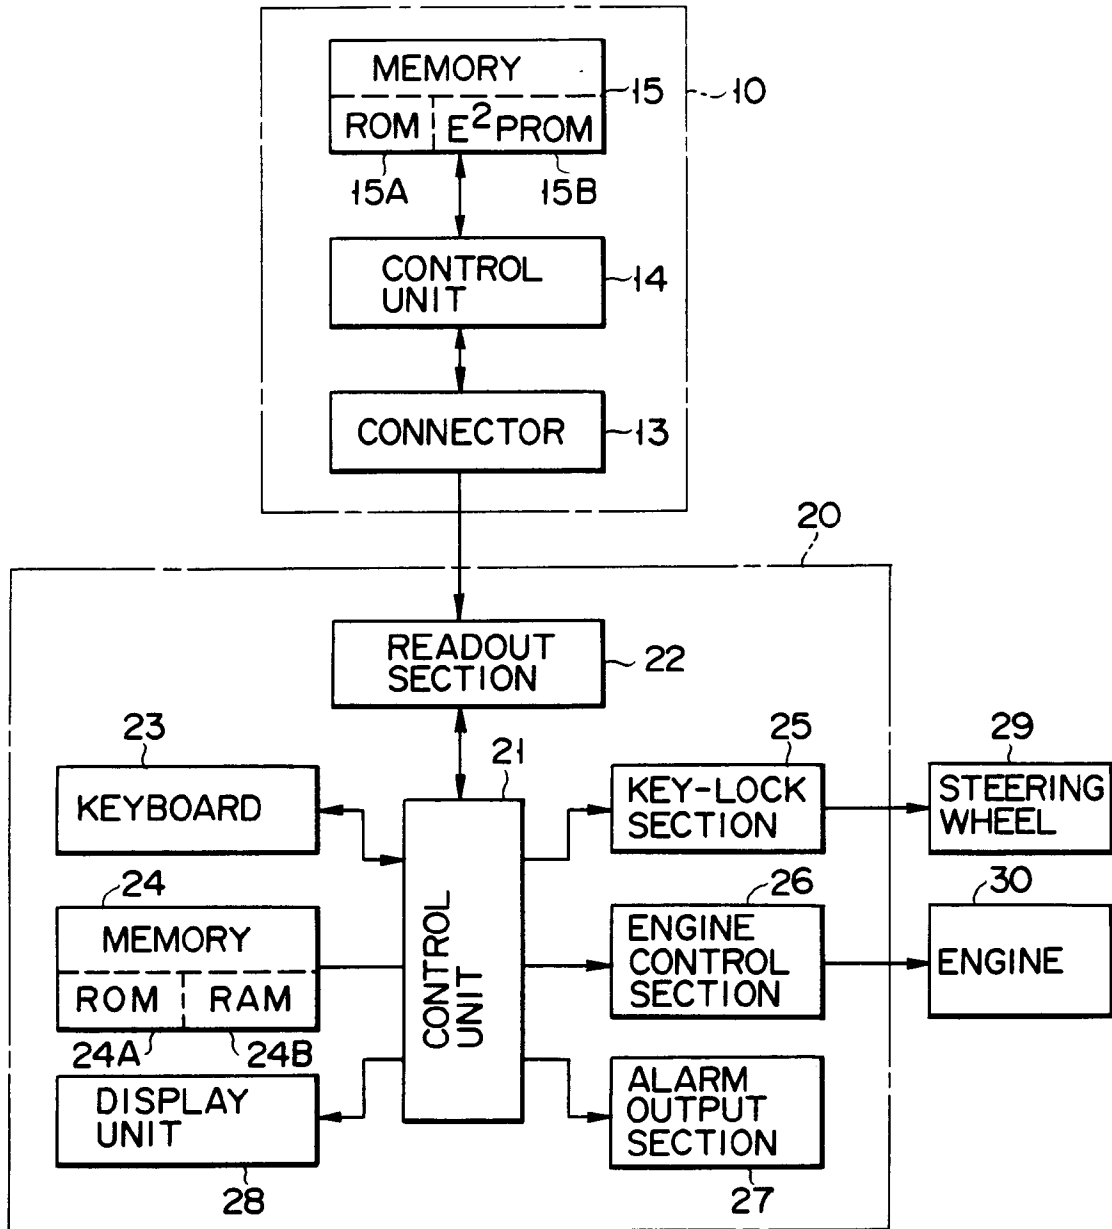 MEMORY
15
10
ROM
E²PROM
15A
15B
CONTROL
UNIT
14
CONNECTOR
13
20
READOUT
SECTION
22
23
21
25
29
KEYBOARD
KEY-LOCK
SECTION
STEERING
WHEEL
24
CONTROL
UNIT
26
30
MEMORY
ROM
RAM
ENGINE
CONTROL
SECTION
ENGINE
24A
24B
DISPLAY
UNIT
ALARM
OUTPUT
SECTION
28
27